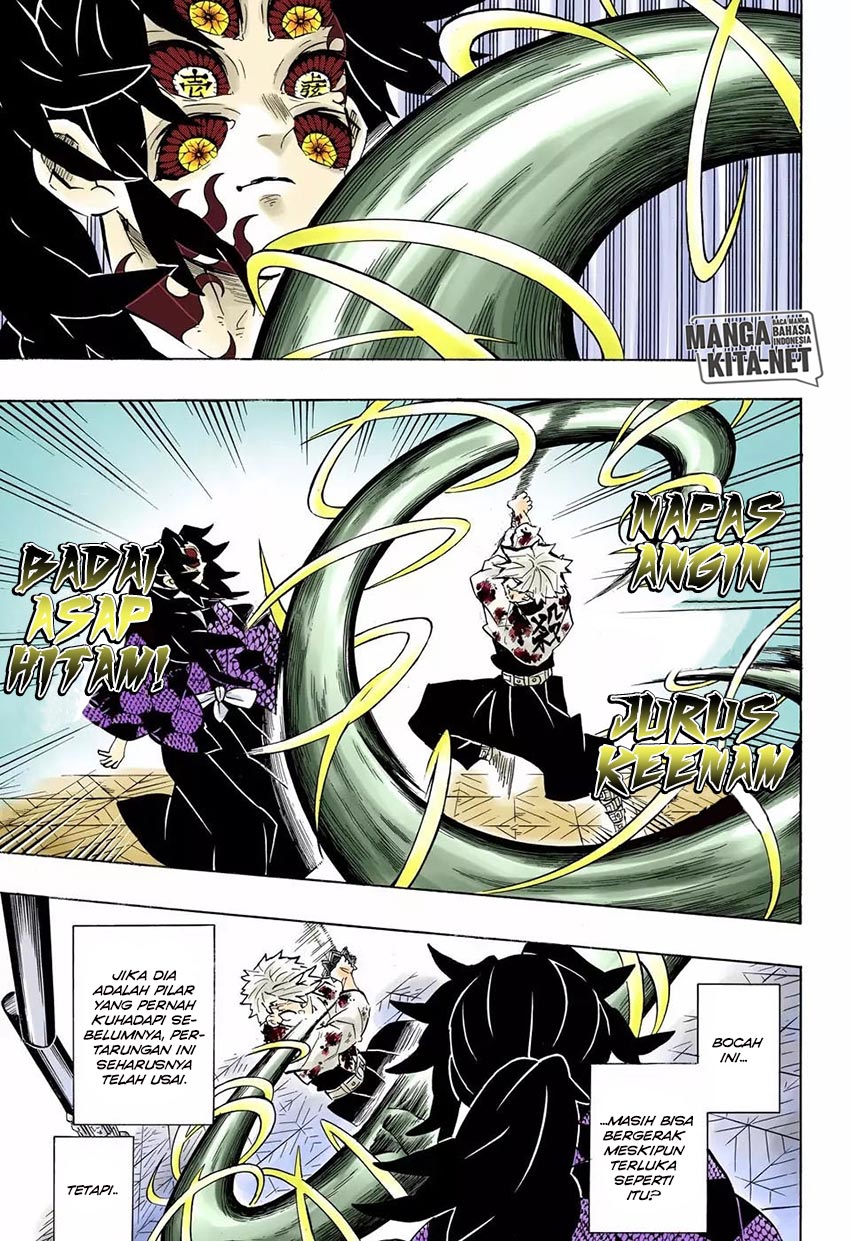 壱
上弦
MANGA
KITA.NET
BACA MANGA
BAHASA
INDONESIA
NAPAS
ANGIN
JURUS
KEENAM
BADAI
ASAP
HITAM!
BOCAH
INI...
...MASIH BISA
BERGERAK
MESKIPUN
TERLUKA
SEPERTI
ITU?
JIKA DIA
ADALAH PILAR
YANG PERNAH
KUHADAPI SE-
BELUMNYA, PER-
TARUNGAN INI
SEHARUSNYA
TELAH USAI.
TETAPI..